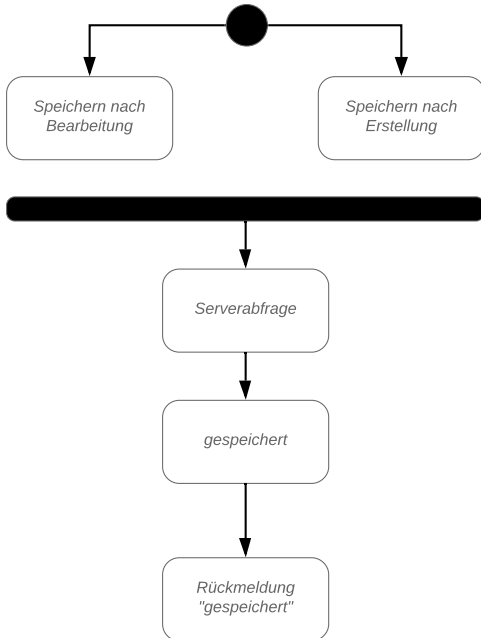 Speichern nach
Bearbeitung
Speichern nach
Erstellung
Serverabfrage
gespeichert
Rückmeldung
"gespeichert"